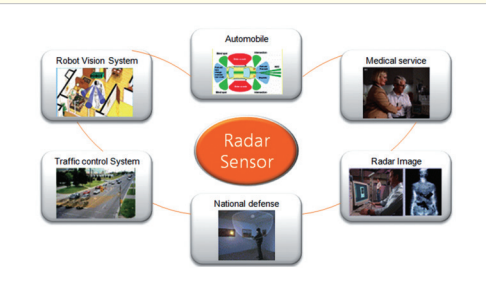 Automobile
Robot Vision System
Medical service
Radar
Sensor
Traffic control System
Radar Image
National defense